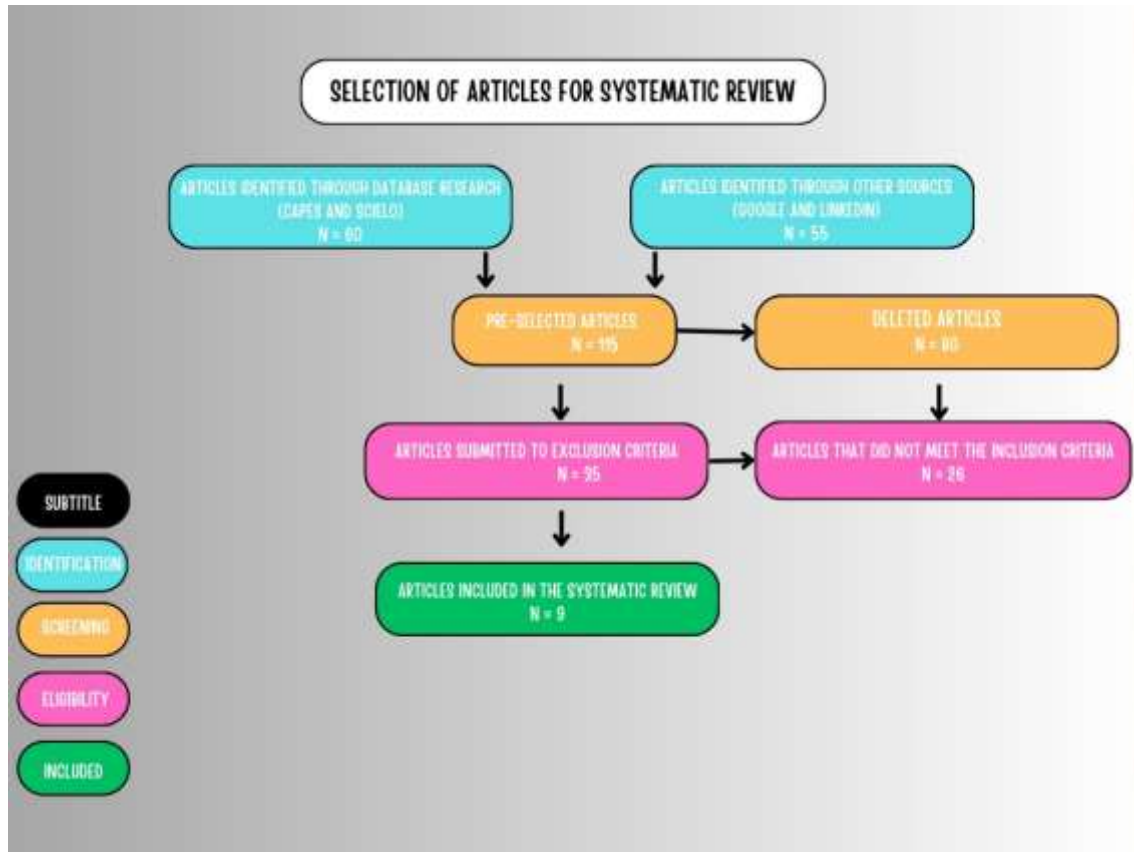 SELECTION OF ARTICLES FOR SYSTEMATIC REVIEW
ARTICLES IDENTIFIED THROUGH DATABASE RESEARCH
(CAPES AND SCIELO)
N = 60
ARTICLES IDENTIFIED THROUGH OTHER SOURCES
(GOOGLE AND LINKEDIN)
N = 55
PRE-SELECTED ARTICLES
N = 115
DELETED ARTICLES
N = 80
ARTICLES SUBMITTED TO EXCLUSION CRITERIA
N = 35
ARTICLES THAT DID NOT MEET THE INCLUSION CRITERIA
N = 26
ARTICLES INCLUDED IN THE SYSTEMATIC REVIEW
N = 9
SUBTITLE
IDENTIFICATION
SCREENING
ELIGIBILITY
INCLUDED